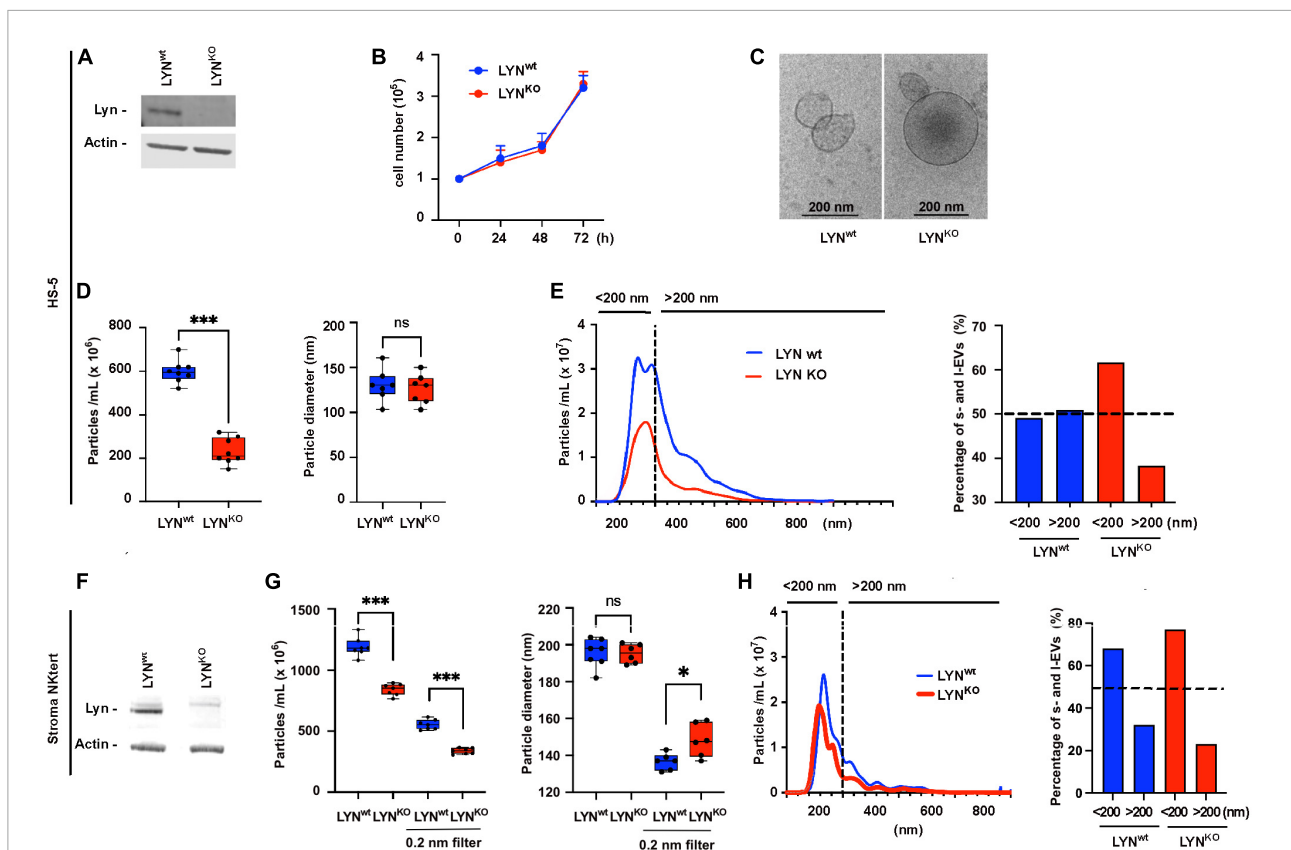 HS-5
A
LYNwt
LYNKO
Lyn -
Actin -
B
cell number (10⁵)
4
3
2
1
0
LYNwt
LYNKO
0 24 48 72 (h)
C
200 nm 200 nm
LYNwt LYNKO
D
Particles /mL (x 10⁶)
800
600
400
200
0
***
LYNwt LYNKO
Particle diameter (nm)
200
150
100
50
0
ns
LYNwt LYNKO
E
<200 nm >200 nm
Particles /mL (x 10⁷)
4
3
2
1
0
LYN wt
LYN KO
200 400 600 800 (nm)
Percentage of s- and l-EVs (%)
70
60
50
40
30
<200 >200 <200 >200 (nm)
LYNwt LYNKO
Stroma NKtert
F
LYNwt
LYNKO
Lyn -
Actin -
G
Particles /mL (x 10⁶)
1500
1000
500
0
***
***
LYNwt LYNKO LYNwt LYNKO
0.2 nm filter
Particle diameter (nm)
220
200
180
160
140
120
ns
*
LYNwt LYNKO LYNwt LYNKO
0.2 nm filter
H
<200 nm >200 nm
Particles /mL (x 10⁷)
4
3
2
1
0
LYNwt
LYNKO
200 400 600 800
(nm)
Percentage of s- and l-EVs (%)
80
60
40
20
0
<200 >200 <200 >200 (nm)
LYNwt LYNKO